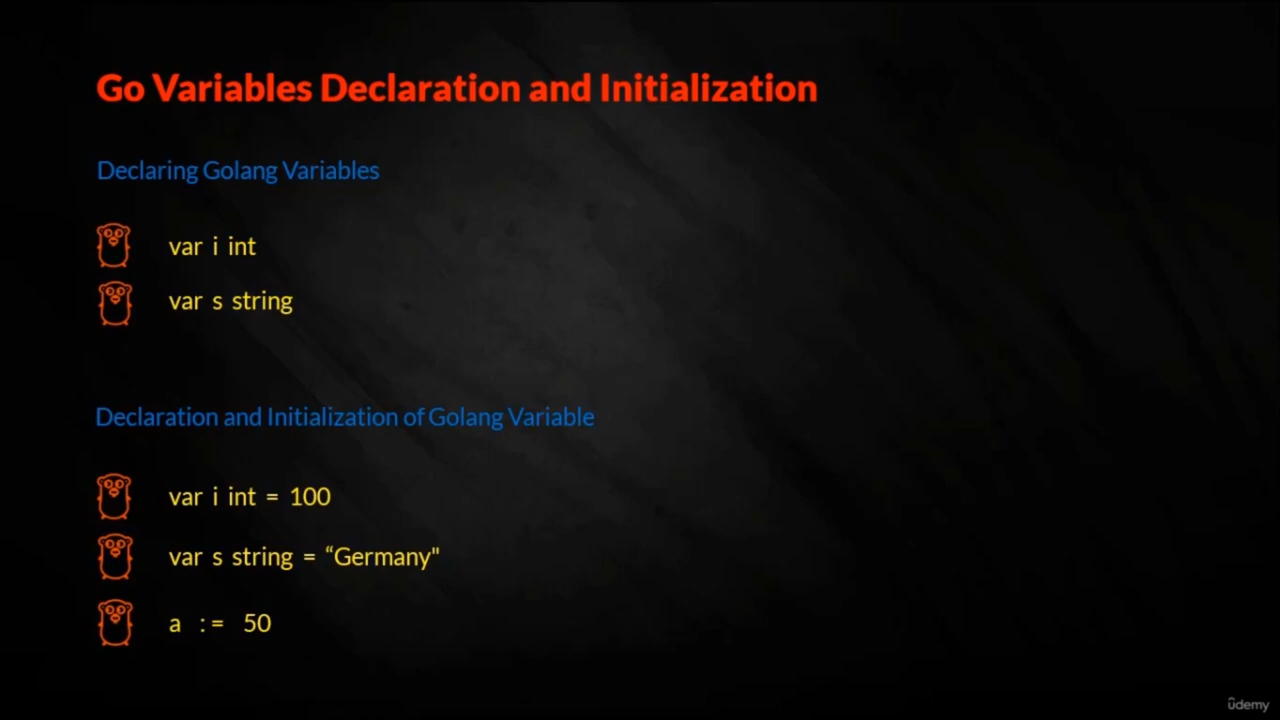 Go Variables Declaration and Initialization
Declaring Golang Variables
var i int
var s string
Declaration and Initialization of Golang Variable
var i int = 100
var s string = “Germany"
a := 50
ûdemy